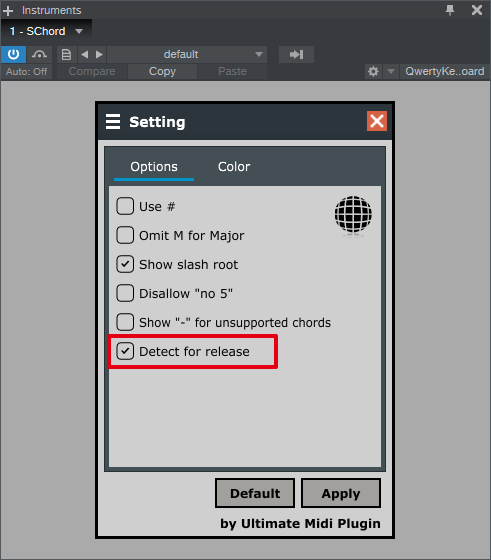 Instruments
1 - SChord
default
Auto: Off
Compare
Copy
Paste
QwertyKe..oard
Setting
Options
Color
Use #
Omit M for Major
Show slash root
Disallow "no 5"
Show "-" for unsupported chords
Detect for release
Default
Apply
by Ultimate Midi Plugin